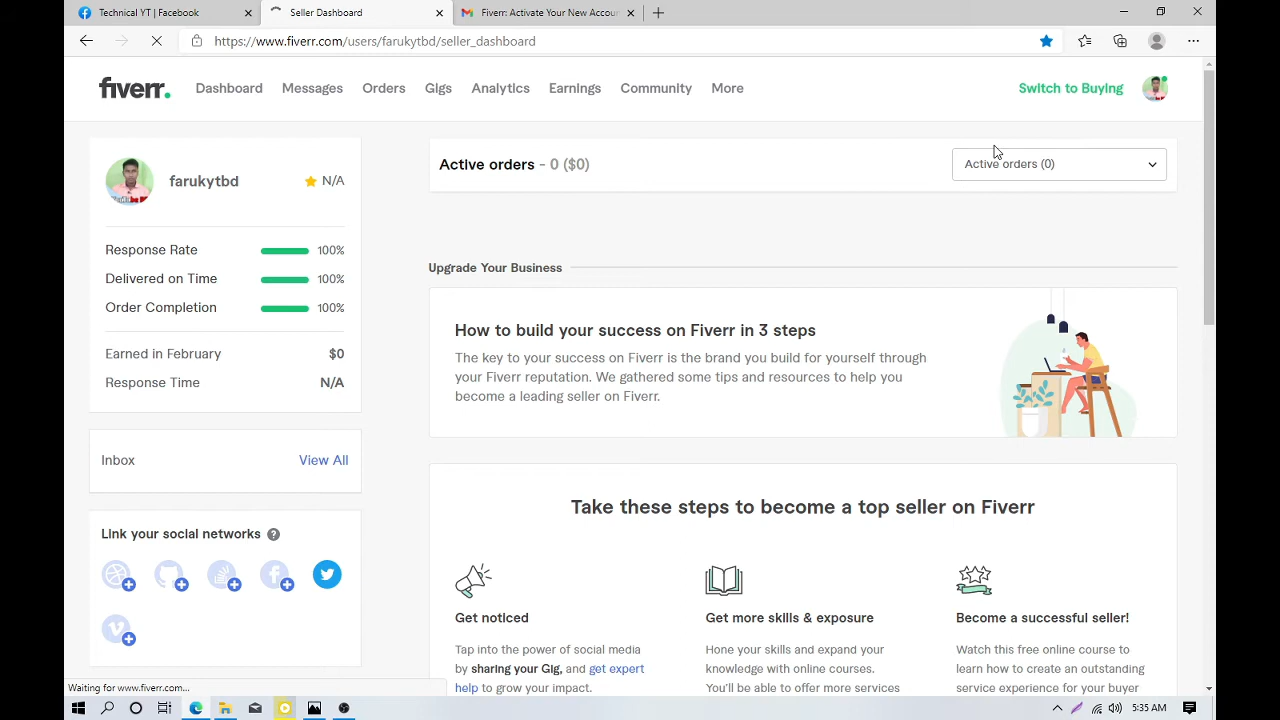 Technical YT | Facebook
Seller Dashboard
Fiverr: Activate Your New Accoun
https://www.fiverr.com/users/farukytbd/seller_dashboard
fiverr.
Dashboard
Messages
Orders
Gigs
Analytics
Earnings
Community
More
Switch to Buying
farukytbd
N/A
Response Rate
100%
Delivered on Time
100%
Order Completion
100%
Earned in February
$0
Response Time
N/A
Inbox
View All
Link your social networks
Active orders - 0 ($0)
Active orders (0)
Upgrade Your Business
How to build your success on Fiverr in 3 steps
The key to your success on Fiverr is the brand you build for yourself through
your Fiverr reputation. We gathered some tips and resources to help you
become a leading seller on Fiverr.
Take these steps to become a top seller on Fiverr
Get noticed
Tap into the power of social media
by sharing your Gig, and get expert
help to grow your impact.
Get more skills & exposure
Hone your skills and expand your
knowledge with online courses.
You'll be able to offer more services
Become a successful seller!
Watch this free online course to
learn how to create an outstanding
service experience for your buyer
Waiting for www.fiverr.com...
5:35 AM